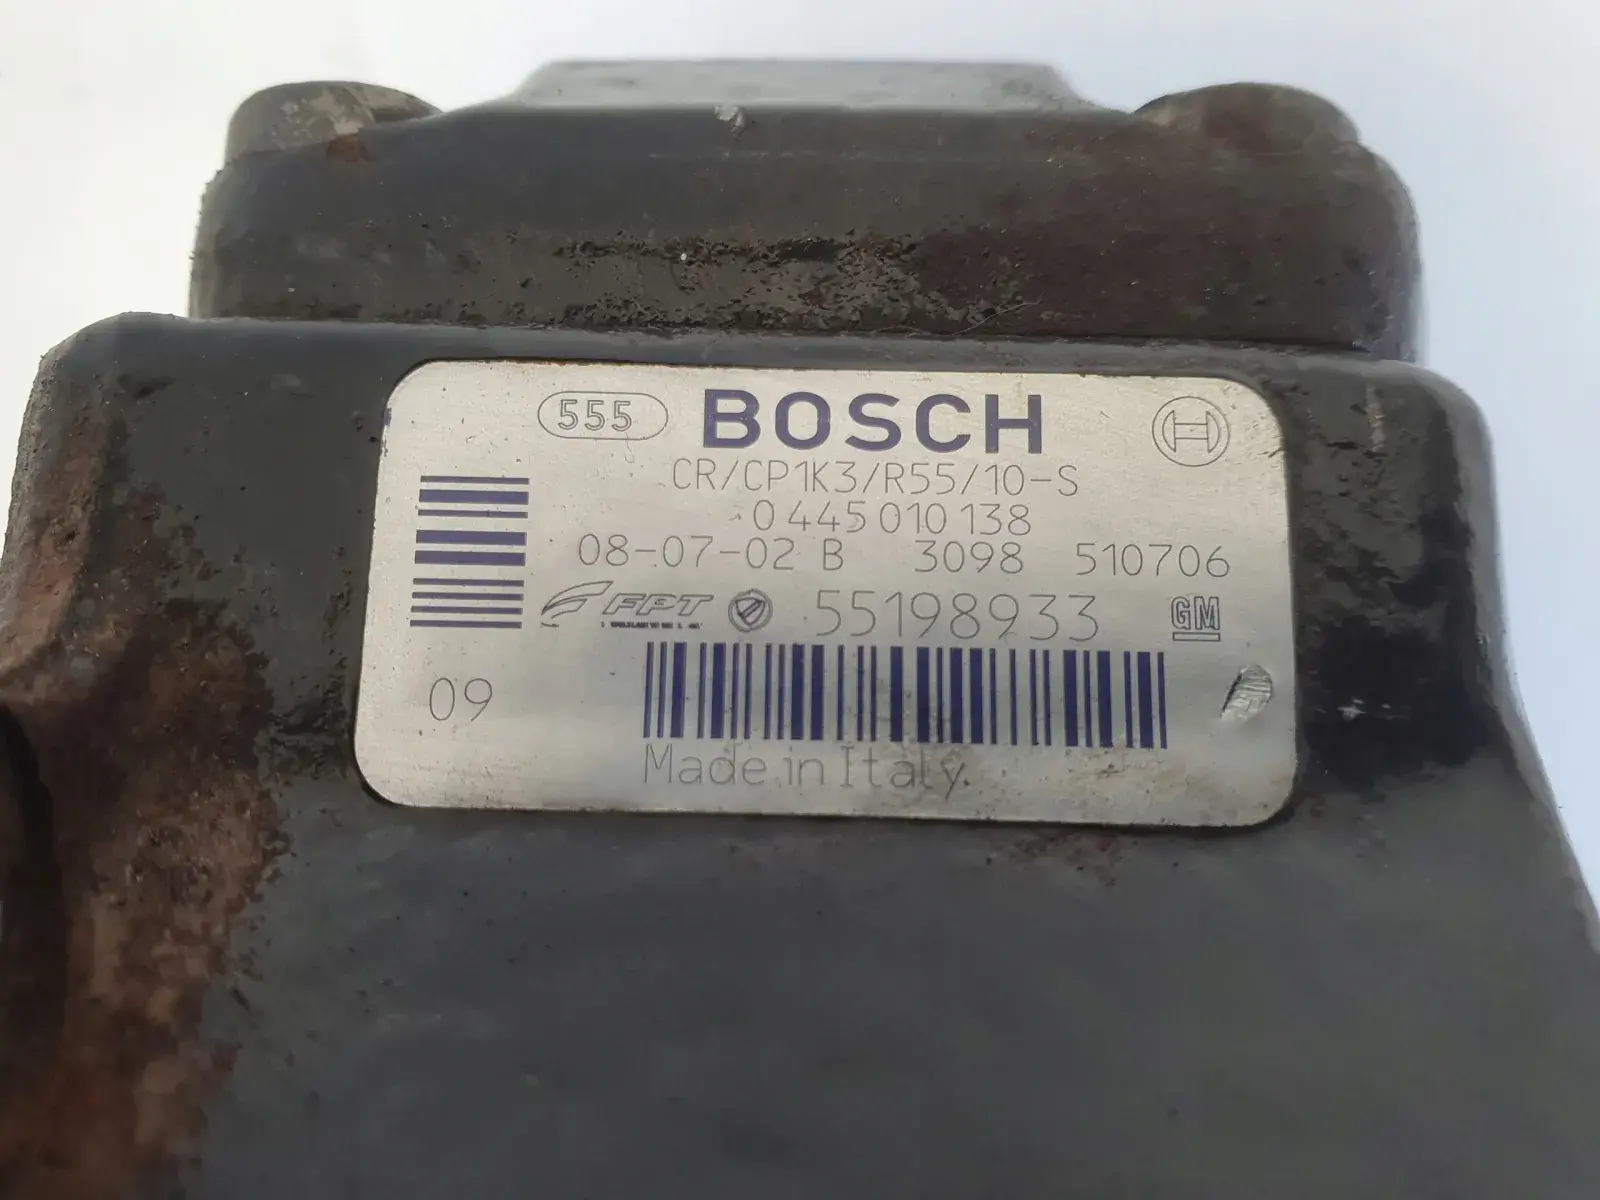 555 BOSCH
CR/CP1K3/R55/10-S
0 445 010 138
08-07-02 B 3098 510706
FPT 55198933 GM
09
Made in Italy.